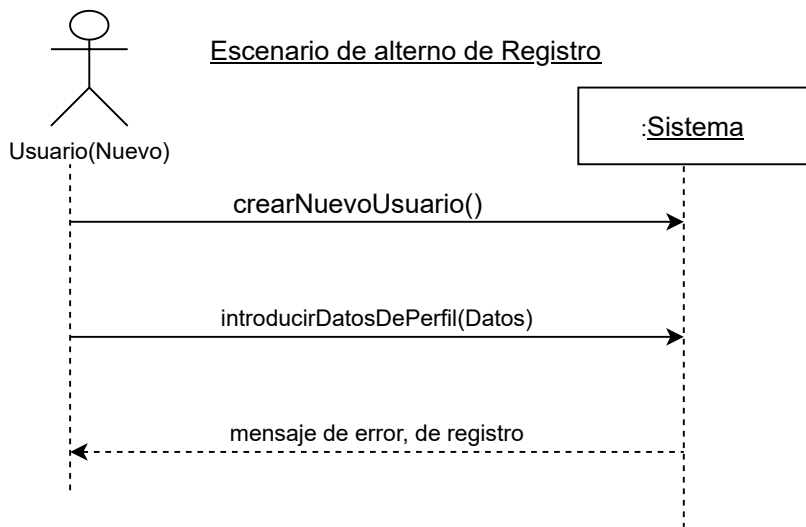 Escenario de alterno de Registro
:Sistema
Usuario(Nuevo)
crearNuevoUsuario()
introducirDatosDePerfil(Datos)
mensaje de error, de registro